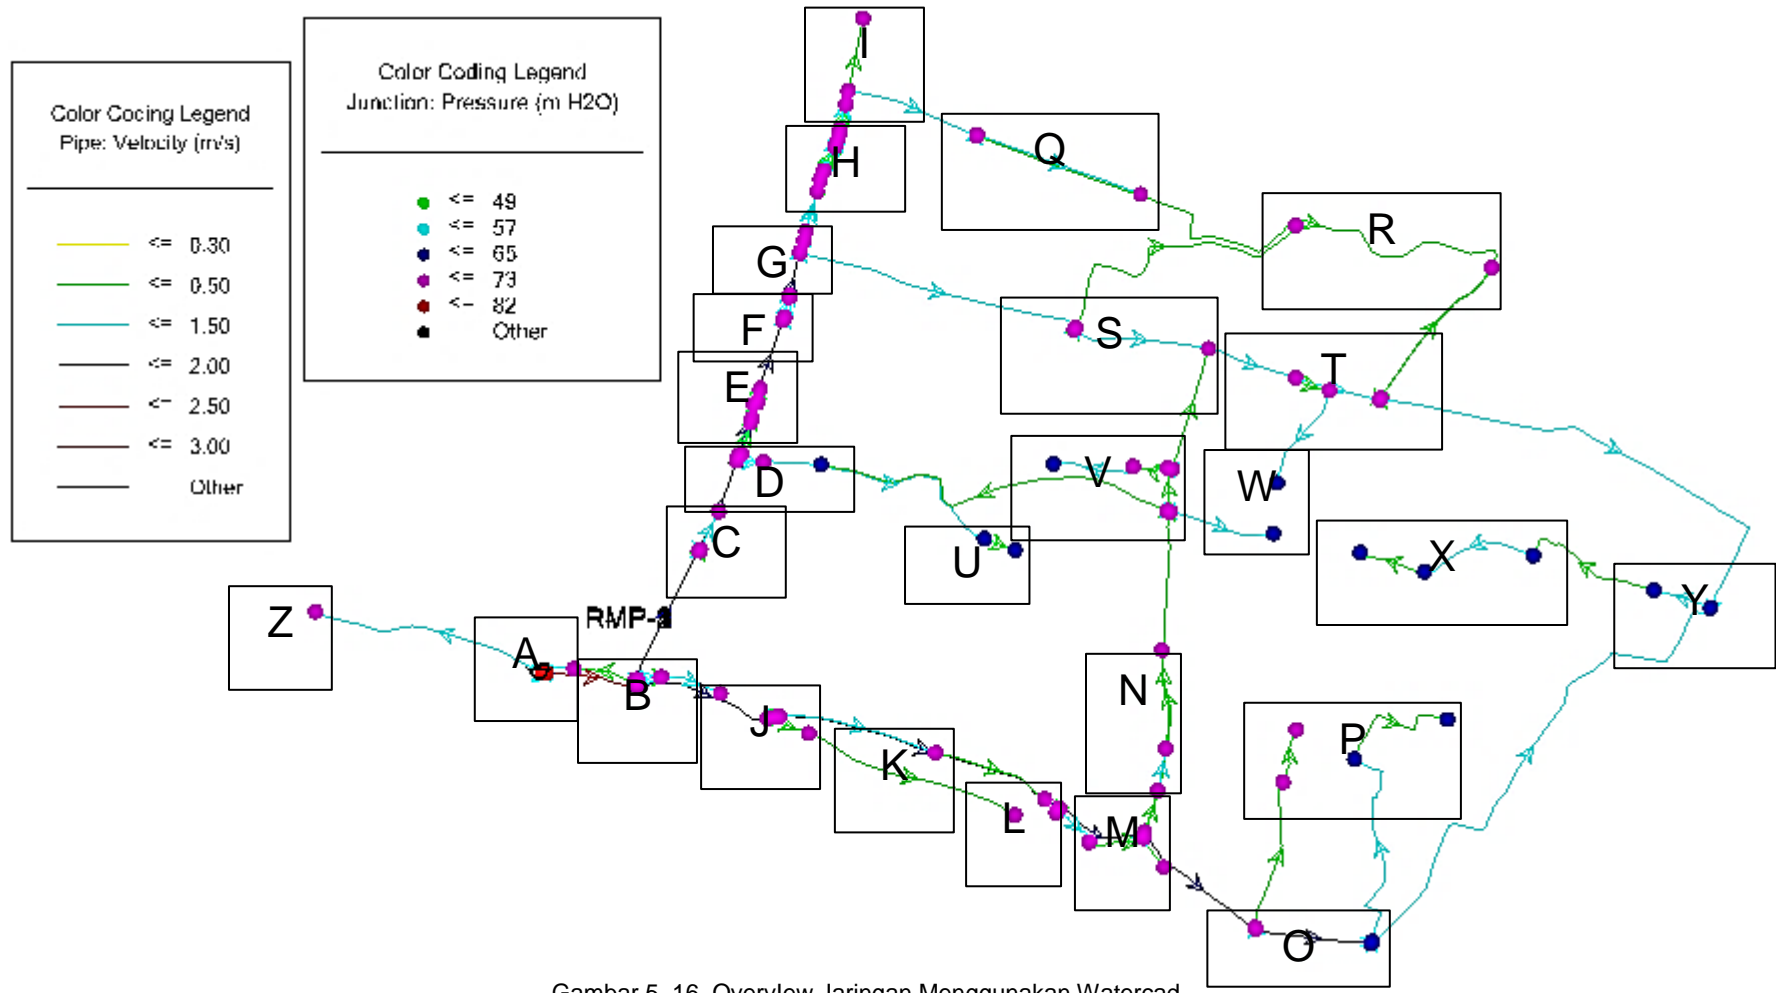 Color Cocing Legend
Pipe: Velocity (m/s)
<= 0.30
<= 0.50
<= 1.50
<= 2.00
<= 2.50
<= 3.00
Other
Color Coding Legend
Junction: Pressure (m H2O)
<= 49
<= 57
<= 65
<= 73
<= 82
Other
I
H
Q
R
G
F
S
T
E
D
V
W
C
U
X
Y
Z
RMP-
A
B
J
N
K
P
L
M
O
Gambar 5. 16 Overview Jaringan Menggunakan Watercad